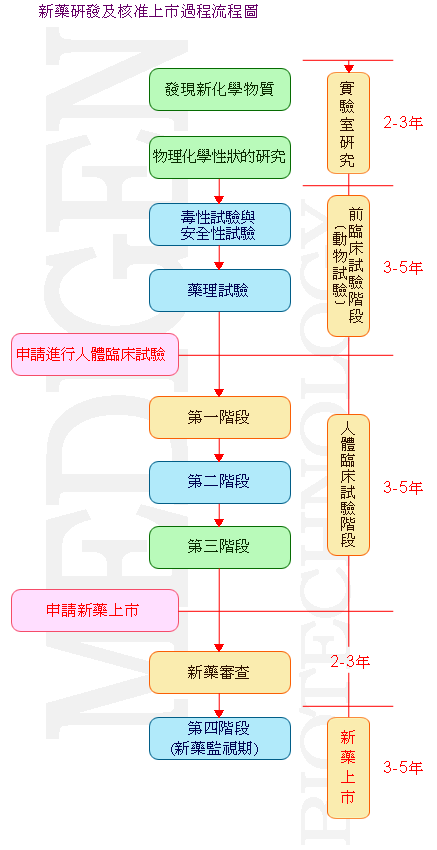 新藥研發及核准上市過程流程圖
發現新化學物質
物理化學性狀的研究
毒性試驗與
安全性試驗
藥理試驗
申請進行人體臨床試驗
第一階段
第二階段
第三階段
申請新藥上市
新藥審查
第四階段
(新藥監視期)
實驗室研究
2-3年
前臨床試驗階段
(動物試驗)
3-5年
人體臨床試驗階段
3-5年
2-3年
新藥上市
3-5年
MEDIGEN
BIOTECHNOLOGY